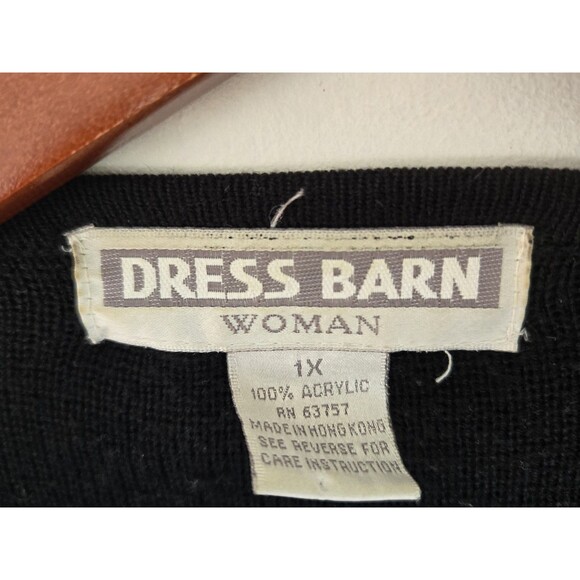 DRESS BARN
WOMAN
1X
100% ACRYLIC
RN 63757
MADE IN HONG KONG
SEE REVERSE FOR
CARE INSTRUCTION